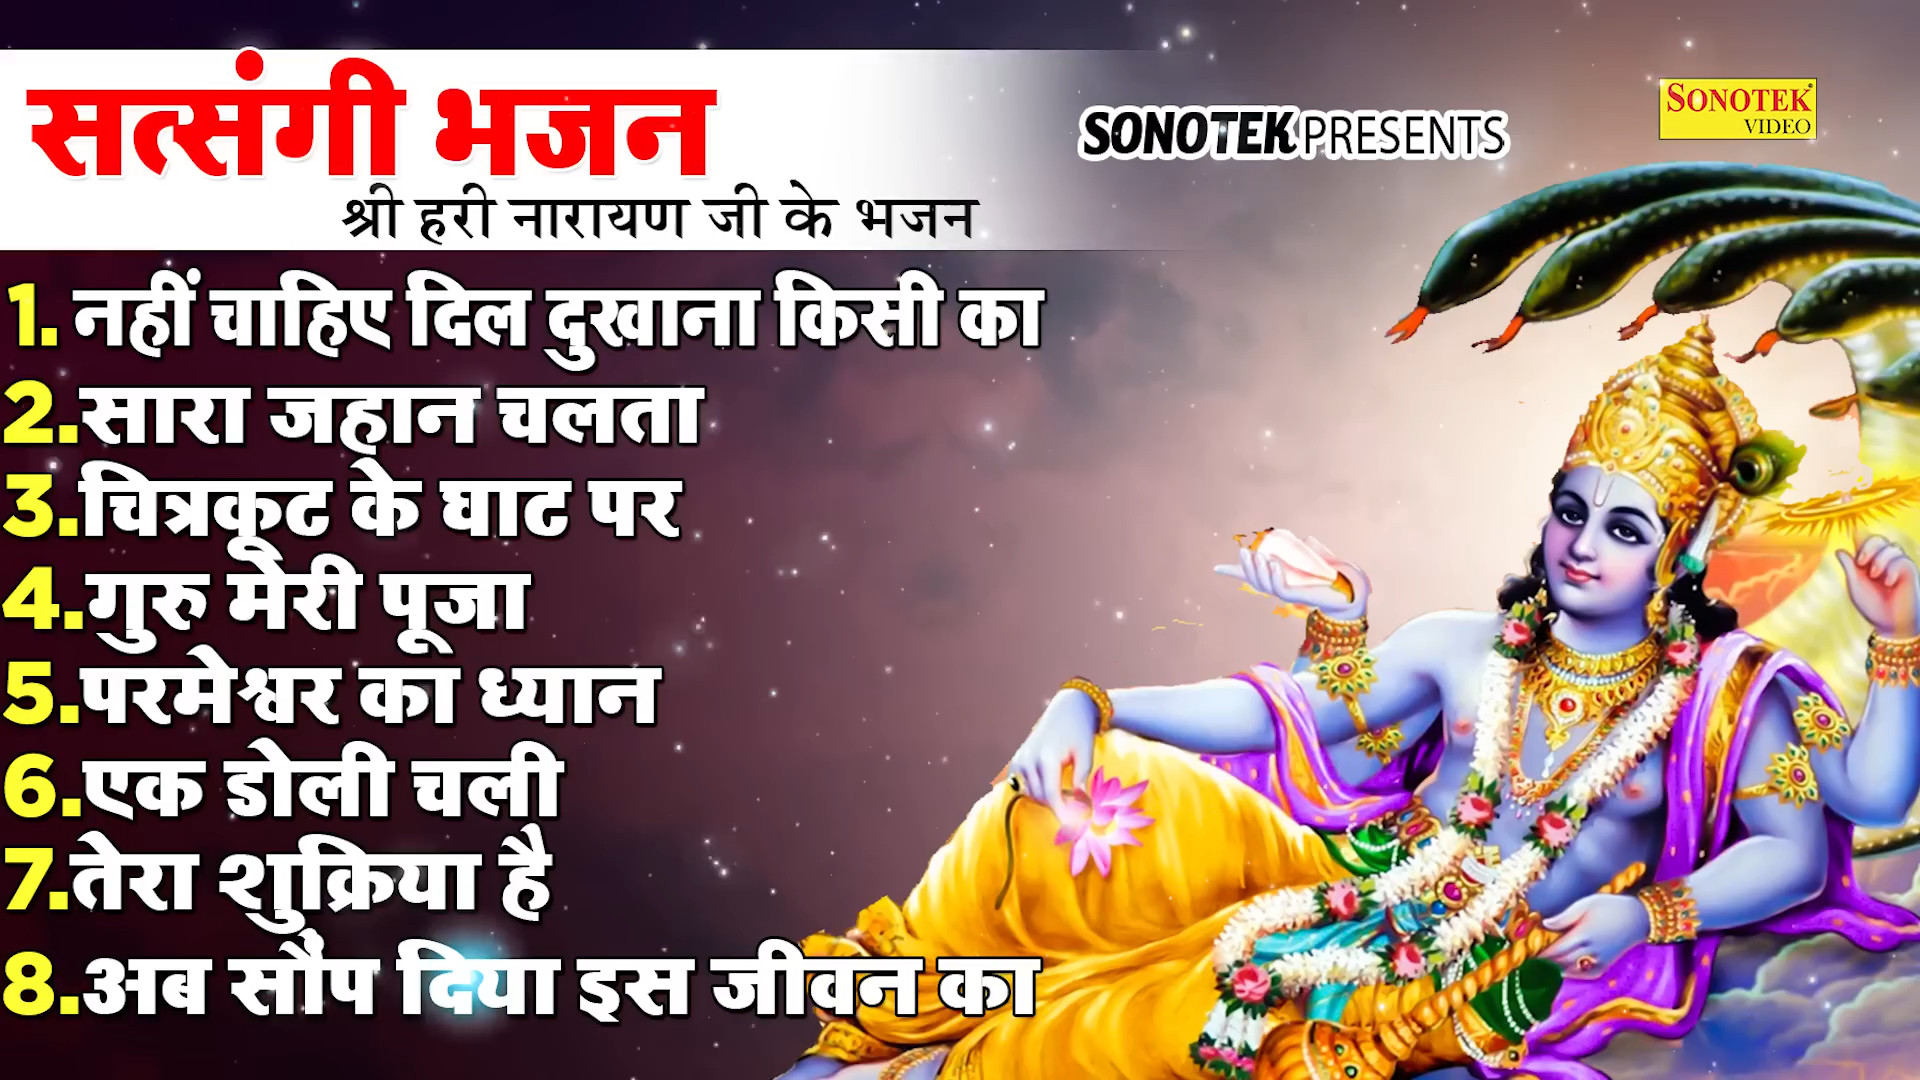 सत्संगी भजन
श्री हरी नारायण जी के भजन
SONOTEK PRESENTS
SONOTEK
VIDEO
1. नहीं चाहिए दिल दुखाना किसी का
2.सारा जहान चलता
3.चित्रकूट के घाट पर
4.गुरु मेरी पूजा
5.परमेश्वर का ध्यान
6.एक डोली चली
7.तेरा शुक्रिया है
8.अब सौंप दिया इस जीवन का